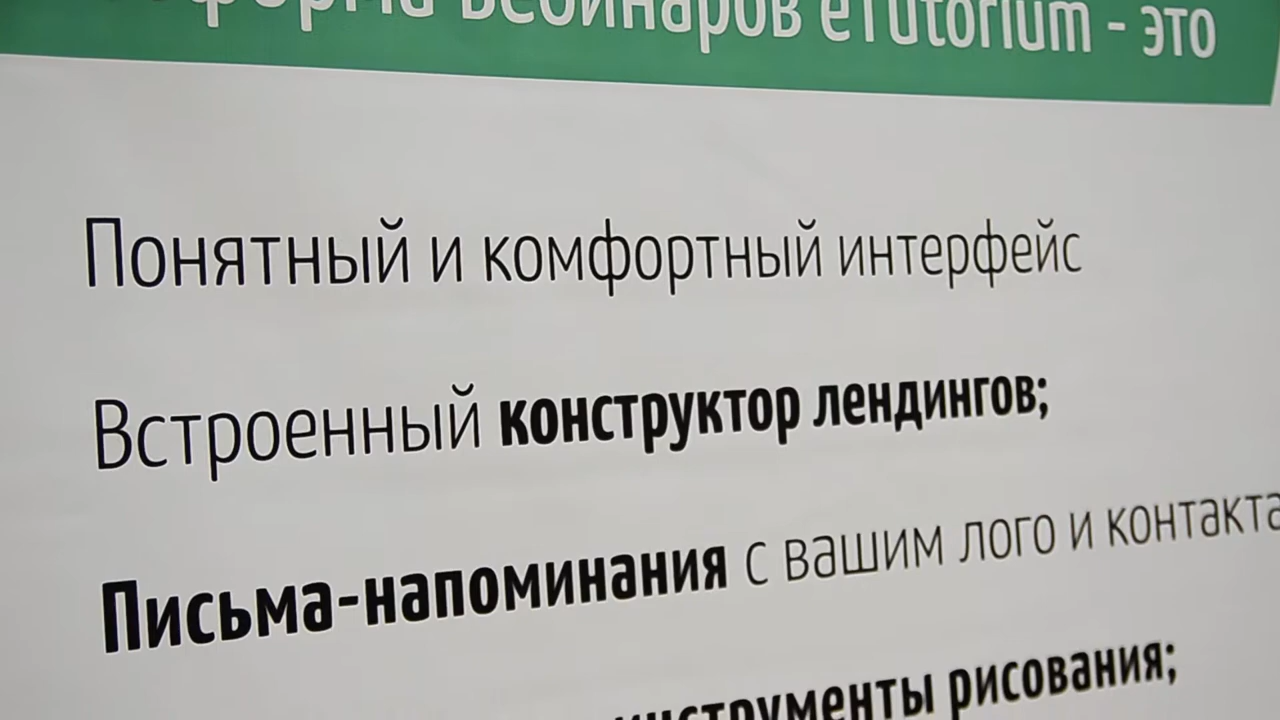 вебинаров eTutorium - это
Понятный и комфортный интерфейс
Встроенный конструктор лендингов;
Письма-напоминания с вашим лого и
рисования;